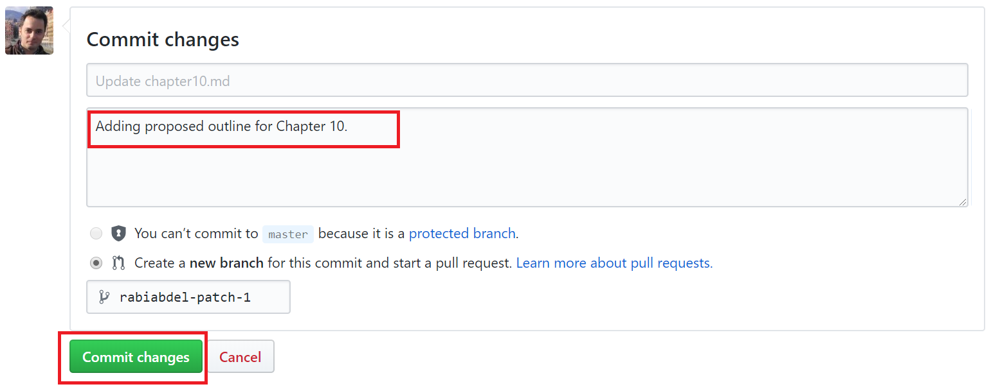 Commit changes
Update chapter10.md
Adding proposed outline for Chapter 10.
You can’t commit to master because it is a protected branch.
Create a new branch for this commit and start a pull request. Learn more about pull requests.
rabiabdel-patch-1
Commit changes Cancel